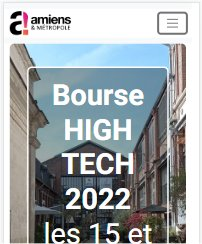 amiens
& MÉTROPOLE
Bourse
HIGH
TECH
2022
les 15 et